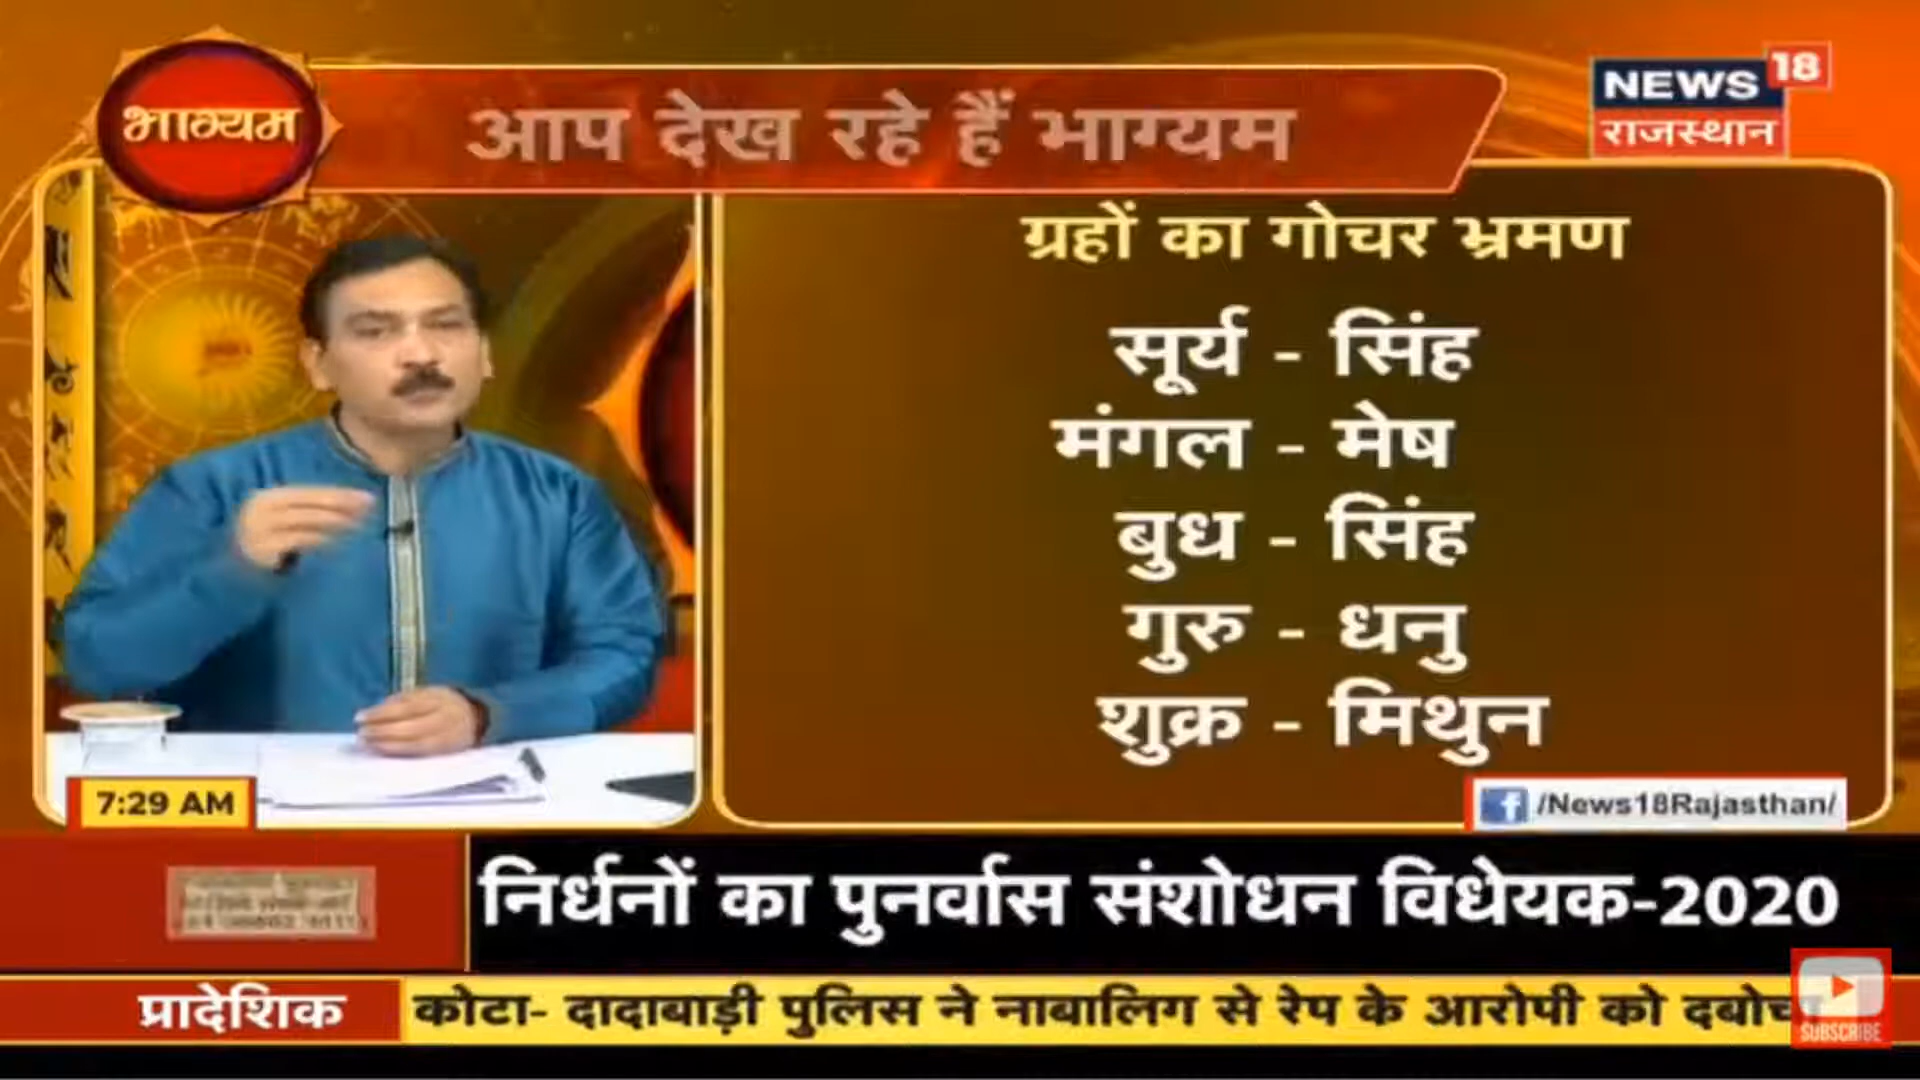 भाग्यम
आप देख रहे हैं भाग्यम
NEWS 18
राजस्थान
ग्रहों का गोचर भ्रमण
सूर्य - सिंह
मंगल - मेष
बुध - सिंह
गुरु - धनु
शुक्र - मिथुन
7:29 AM
/News18Rajasthan/
निर्धनों का पुनर्वास संशोधन विधेयक-2020
प्रादेशिक
कोटा- दादाबाड़ी पुलिस ने नाबालिग से रेप के आरोपी को दबोचा
SUBSCRIBE